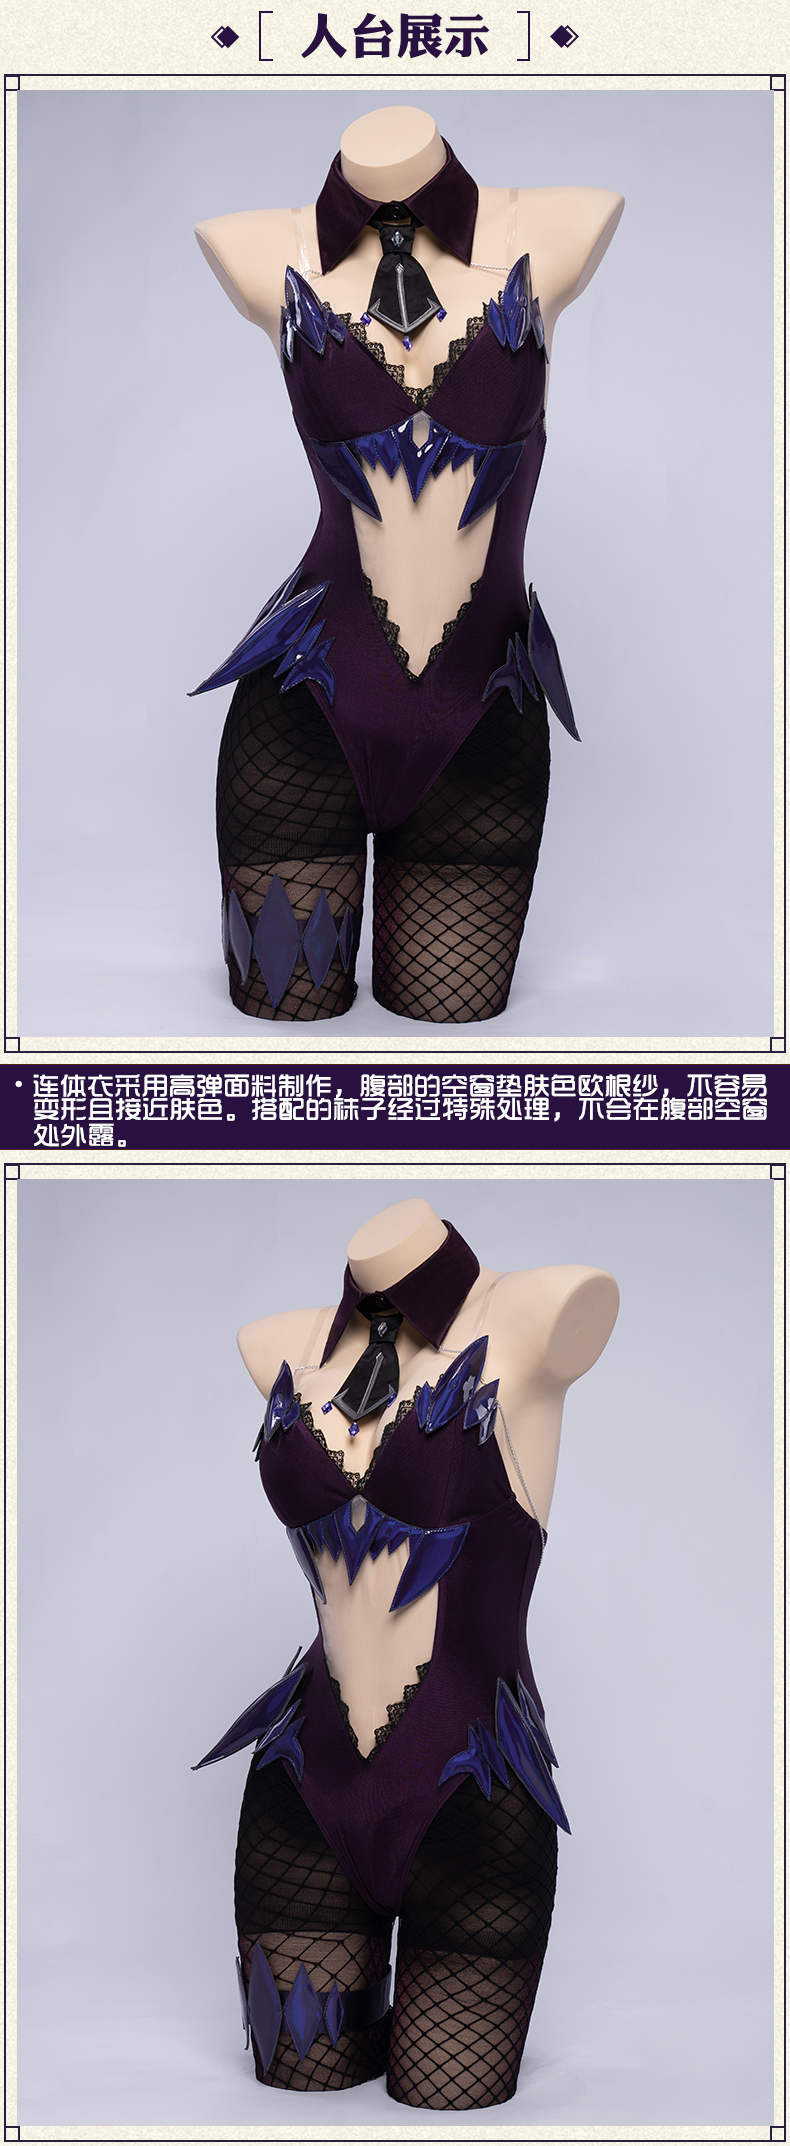 人台展示
• 连体衣采用高弹面料制作，腹部的空窗垫肤色欧根纱，不容易
变形且接近肤色。搭配的袜子经过特殊处理，不会在腹部空窗
处外露。